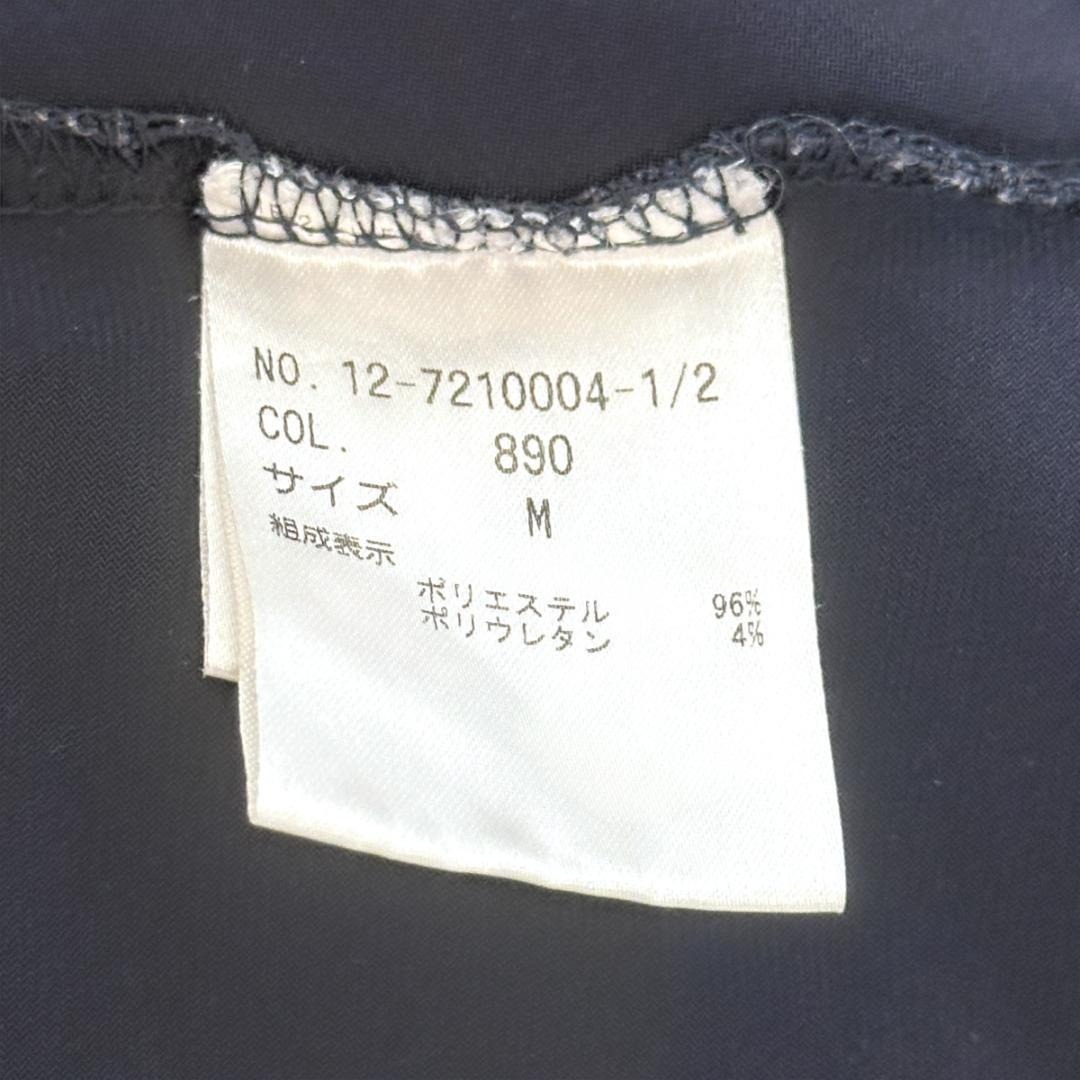 NO. 12-7210004-1/2
COL. 890
サイズ M
組成表示
ポリエステル 96%
ポリウレタン 4%